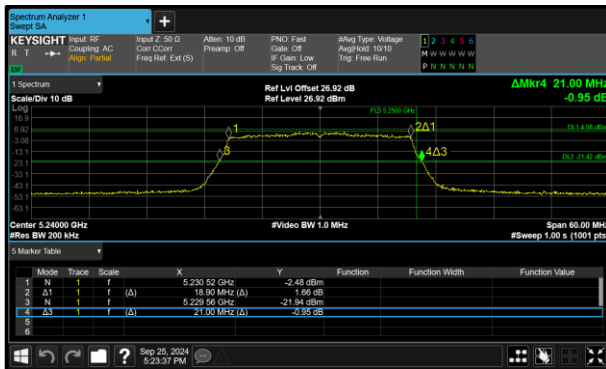 Spectrum Analyzer 1
Swept SA
KEYSIGHT
R T
Input: RF
Coupling: AC
Align: Partial
Input Z: 50 Ω
Corr CCorr
Freq Ref: Ext (S)
Atten: 10 dB
Preamp: Off
PNO: Fast
Gate: Off
IF Gain: Low
Sig Track: Off
#Avg Type: Voltage
Avg|Hold: 10/10
Trig: Free Run
1 2 3 4 5 6
M W W W W W
P N N N N N
1 Spectrum
Scale/Div 10 dB
Ref Lvl Offset 26.92 dB
Ref Level 26.92 dBm
ΔMkr4 21.00 MHz
-0.95 dB
Log
16.9
6.92
-3.08
-13.1
-23.1
-33.1
-43.1
-53.1
-63.1
1
2Δ1
3
4Δ3
DL2 -21.42 dBm
Center 5.24000 GHz
#Res BW 200 kHz
#Video BW 1.0 MHz
Span 60.00 MHz
#Sweep 1.00 s (1001 pts)
5 Marker Table
Mode Trace Scale X Y Function Function Width Function Value
1 N 1 f 5.230 52 GHz -2.48 dBm
2 Δ1 1 f (Δ) 18.90 MHz (Δ) 1.66 dB
3 N 1 f 5.229 56 GHz -21.94 dBm
4 Δ3 1 f (Δ) 21.00 MHz (Δ) -0.95 dB
5
6
Sep 25, 2024
5:23:37 PM